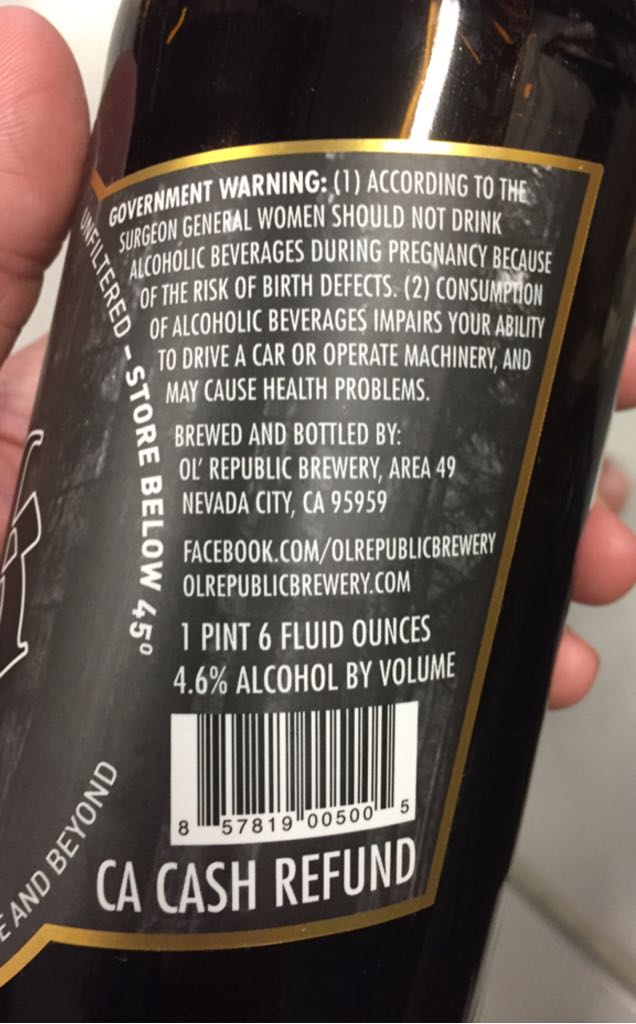 GOVERNMENT WARNING: (1) ACCORDING TO THE
SURGEON GENERAL WOMEN SHOULD NOT DRINK
ALCOHOLIC BEVERAGES DURING PREGNANCY BECAUSE
OF THE RISK OF BIRTH DEFECTS. (2) CONSUMPTION
OF ALCOHOLIC BEVERAGES IMPAIRS YOUR ABILITY
TO DRIVE A CAR OR OPERATE MACHINERY, AND
MAY CAUSE HEALTH PROBLEMS.
BREWED AND BOTTLED BY:
OL' REPUBLIC BREWERY, AREA 49
NEVADA CITY, CA 95959
FACEBOOK.COM/OLREPUBLICBREWERY
OLREPUBLICBREWERY.COM
1 PINT 6 FLUID OUNCES
4.6% ALCOHOL BY VOLUME
8 57819 00500 5
CA CASH REFUND
UNFILTERED - STORE BELOW 45º
AND BEYOND